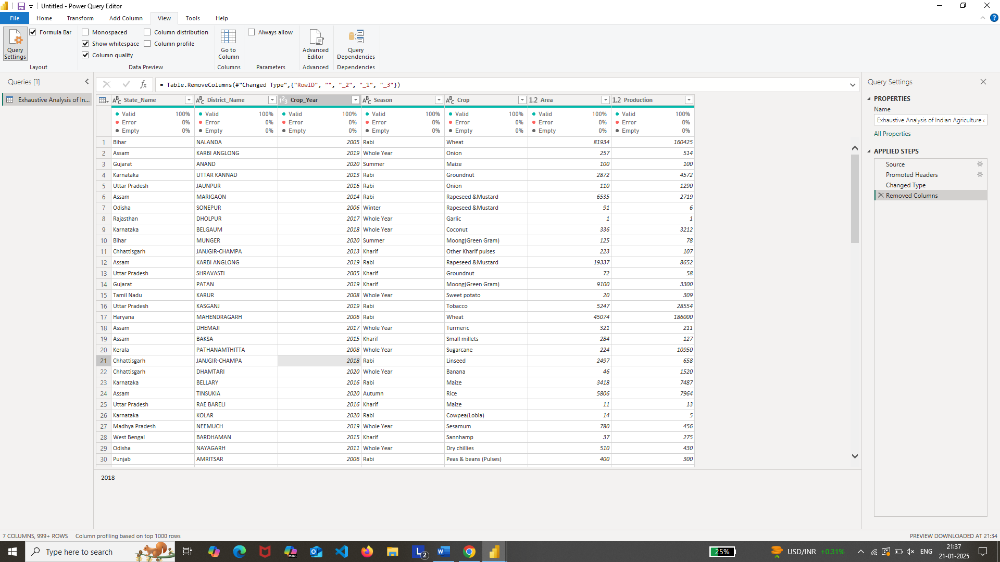 Untitled - Power Query Editor
File Home Transform Add Column View Tools Help
Query Settings
Formula Bar
Layout
Monospaced
Show whitespace
Column quality
Column distribution
Column profile
Data Preview
Go to Column
Columns
Always allow
Parameters
Advanced Editor
Advanced
Query Dependencies
Dependencies
Queries [1]
Exhaustive Analysis of In...
fx
= Table.RemoveColumns(#"Changed Type",{"RowID", "", "_2", "_1", "_3"})
ABC State_Name ABC District_Name 123 Crop_Year ABC Season ABC Crop 1.2 Area 1.2 Production
Valid 100% Valid 100% Valid 100% Valid 100% Valid 100% Valid 100% Valid 100%
Error 0% Error 0% Error 0% Error 0% Error 0% Error 0% Error 0%
Empty 0% Empty 0% Empty 0% Empty 0% Empty 0% Empty 0% Empty 0%
1 Bihar NALANDA 2005 Rabi Wheat 81934 160425
2 Assam KARBI ANGLONG 2019 Whole Year Onion 257 514
3 Gujarat ANAND 2020 Summer Maize 100 100
4 Karnataka UTTAR KANNAD 2013 Rabi Groundnut 2872 4572
5 Uttar Pradesh JAUNPUR 2016 Rabi Onion 110 1290
6 Assam MARIGAON 2014 Rabi Rapeseed &Mustard 6535 2719
7 Odisha SONEPUR 2006 Winter Rapeseed &Mustard 91 6
8 Rajasthan DHOLPUR 2017 Whole Year Garlic 1 1
9 Karnataka BELGAUM 2018 Whole Year Coconut 336 3212
10 Bihar MUNGER 2020 Summer Moong(Green Gram) 125 78
11 Chhattisgarh JANJGIR-CHAMPA 2013 Kharif Other Kharif pulses 223 107
12 Assam KARBI ANGLONG 2019 Rabi Rapeseed &Mustard 19337 8652
13 Uttar Pradesh SHRAVASTI 2005 Kharif Groundnut 72 58
14 Gujarat PATAN 2019 Kharif Moong(Green Gram) 9100 3300
15 Tamil Nadu KARUR 2008 Whole Year Sweet potato 20 309
16 Uttar Pradesh KASGANJ 2019 Rabi Tobacco 5247 28554
17 Haryana MAHENDRAGARH 2006 Rabi Wheat 45074 186000
18 Assam DHEMAJI 2017 Whole Year Turmeric 321 211
19 Assam BAKSA 2015 Kharif Small millets 284 127
20 Kerala PATHANAMTHITTA 2008 Whole Year Sugarcane 224 10950
21 Chhattisgarh JANJGIR-CHAMPA 2018 Rabi Linseed 2497 658
22 Chhattisgarh DHAMTARI 2020 Whole Year Banana 46 1520
23 Karnataka BELLARY 2016 Rabi Maize 3418 7487
24 Assam TINSUKIA 2020 Autumn Rice 5806 7964
25 Uttar Pradesh RAE BARELI 2016 Kharif Maize 11 13
26 Karnataka KOLAR 2020 Rabi Cowpea(Lobia) 14 5
27 Madhya Pradesh NEEMUCH 2019 Whole Year Sesamum 780 456
28 West Bengal BARDHAMAN 2015 Kharif Sannhamp 37 275
29 Odisha NAYAGARH 2011 Whole Year Dry chillies 510 430
30 Punjab AMRITSAR 2006 Rabi Peas & beans (Pulses) 400 300
2018
Query Settings
PROPERTIES
Name
Exhaustive Analysis of Indian Agriculture
All Properties
APPLIED STEPS
Source
Promoted Headers
Changed Type
Removed Columns
7 COLUMNS, 999+ ROWS Column profiling based on top 1000 rows PREVIEW DOWNLOADED AT 21:34
Type here to search
M365
L 2
W
25%
USD/INR +0.31%
ENG
21:37
21-01-2025